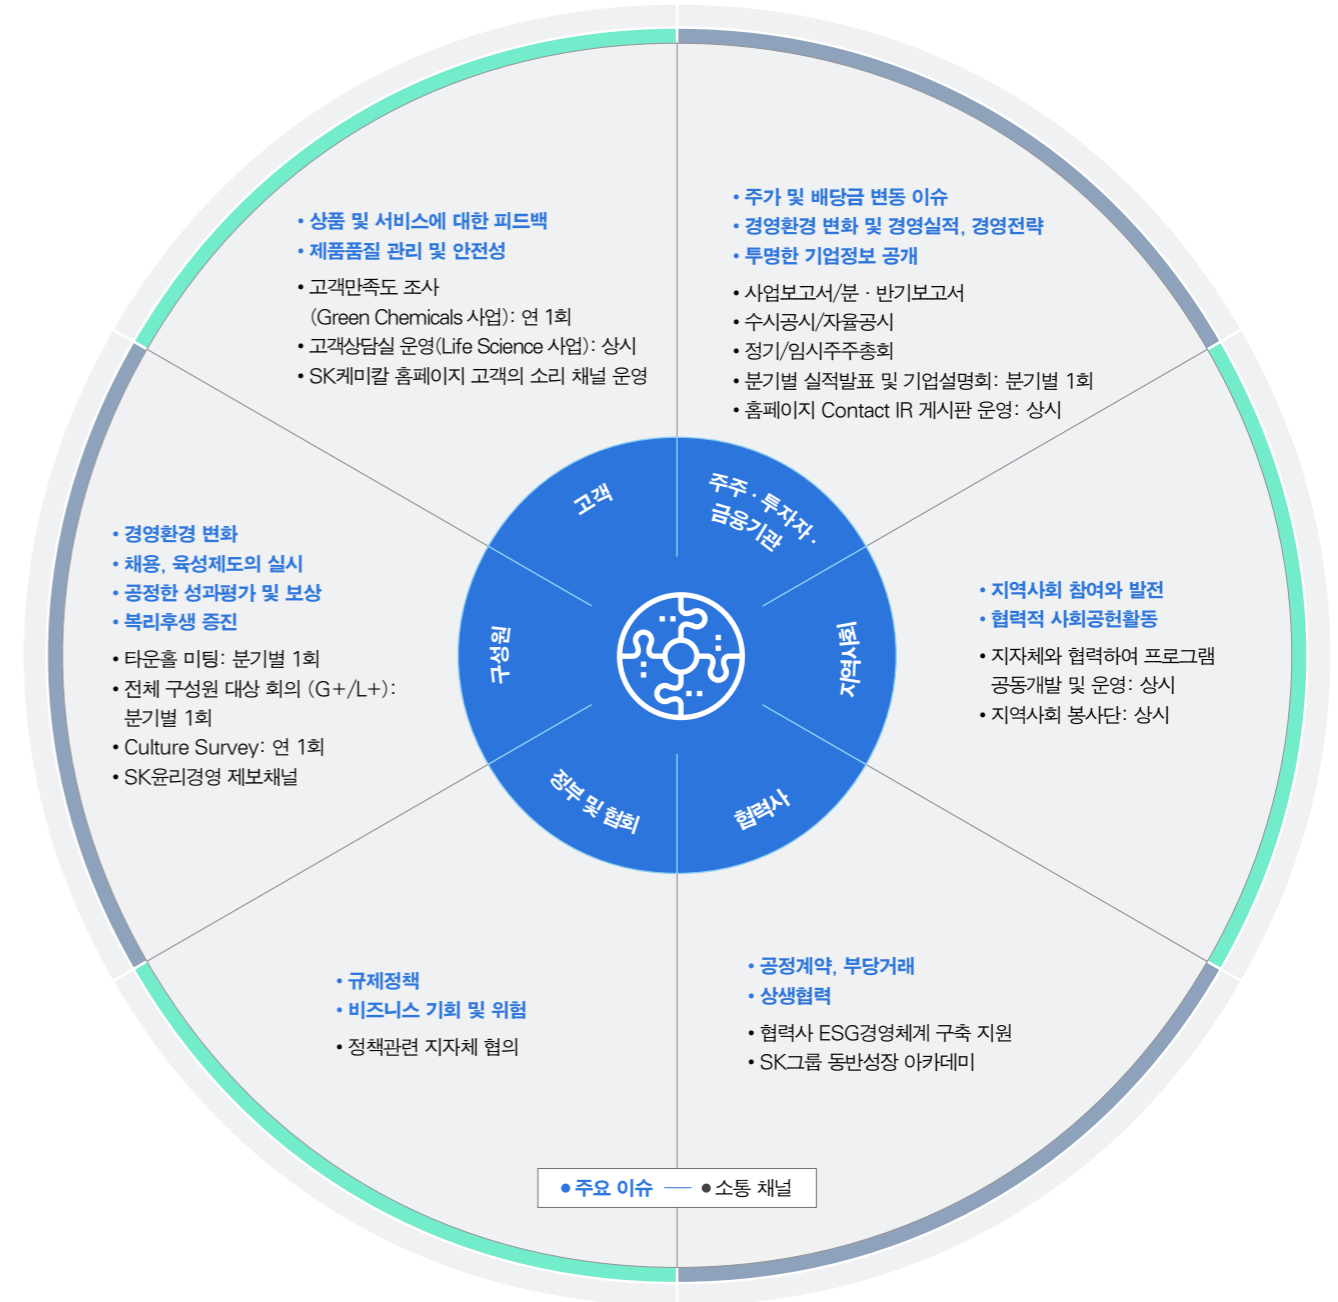 고객
• 상품 및 서비스에 대한 피드백
• 제품품질 관리 및 안전성
• 고객만족도 조사
(Green Chemicals 사업): 연 1회
• 고객상담실 운영(Life Science 사업): 상시
• SK케미칼 홈페이지 고객의 소리 채널 운영
주주 · 투자자 ·
금융기관
• 주가 및 배당금 변동 이슈
• 경영환경 변화 및 경영실적, 경영전략
• 투명한 기업정보 공개
• 사업보고서/분 · 반기보고서
• 수시공시/자율공시
• 정기/임시주주총회
• 분기별 실적발표 및 기업설명회: 분기별 1회
• 홈페이지 Contact IR 게시판 운영: 상시
구성원
• 경영환경 변화
• 채용, 육성제도의 실시
• 공정한 성과평가 및 보상
• 복리후생 증진
• 타운홀 미팅: 분기별 1회
• 전체 구성원 대상 회의 (G+/L+):
분기별 1회
• Culture Survey: 연 1회
• SK윤리경영 제보채널
지역사회
• 지역사회 참여와 발전
• 협력적 사회공헌활동
• 지자체와 협력하여 프로그램
공동개발 및 운영: 상시
• 지역사회 봉사단: 상시
정부 및 협회
• 규제정책
• 비즈니스 기회 및 위험
• 정책관련 지자체 협의
협력사
• 공정계약, 부당거래
• 상생협력
• 협력사 ESG경영체계 구축 지원
• SK그룹 동반성장 아카데미
● 주요 이슈 — ● 소통 채널